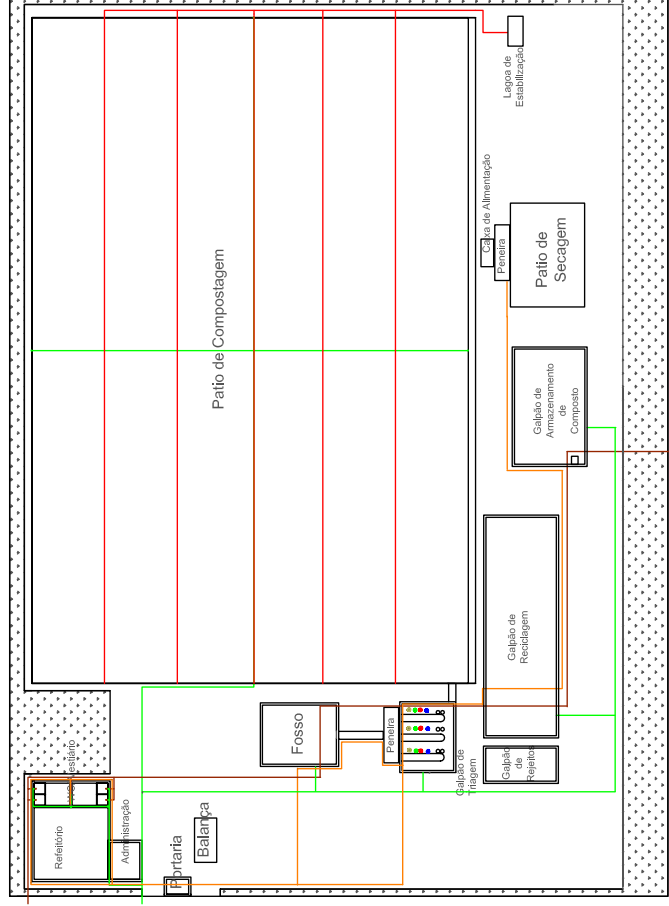 Lagoa de
Estabilização
Caixa de Alimentação
Peneira
Patio de
Secagem
Patio de Compostagem
Galpão de
Armazenamento
de
Composto
Galpão de
Reciclagem
Fosso
Peneira
Galpão de
Triagem
Galpão
de
Rejeitos
WC/Vestiário
Refeitório
Administração
Portaria
Balança